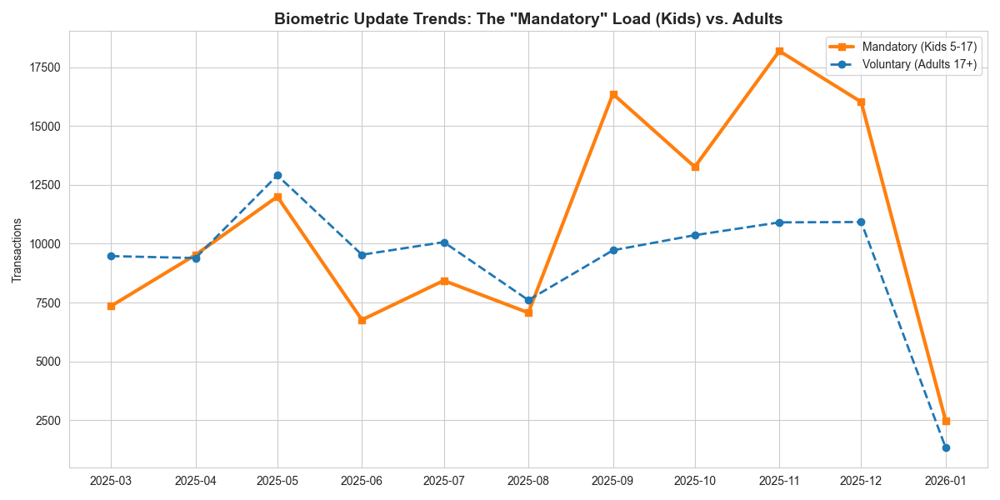 Biometric Update Trends: The "Mandatory" Load (Kids) vs. Adults
Mandatory (Kids 5-17)
Voluntary (Adults 17+)
Transactions
17500
15000
12500
10000
7500
5000
2500
2025-03 2025-04 2025-05 2025-06 2025-07 2025-08 2025-09 2025-10 2025-11 2025-12 2026-01